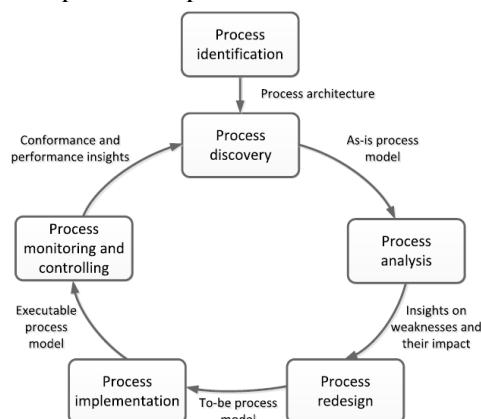 Process
identification
Process architecture
Process
discovery
As-is process
model
Process
analysis
Insights on
weaknesses and
their impact
Process
redesign
To-be process
model
Process
implementation
Executable
process
model
Process
monitoring and
controlling
Conformance and
performance insights